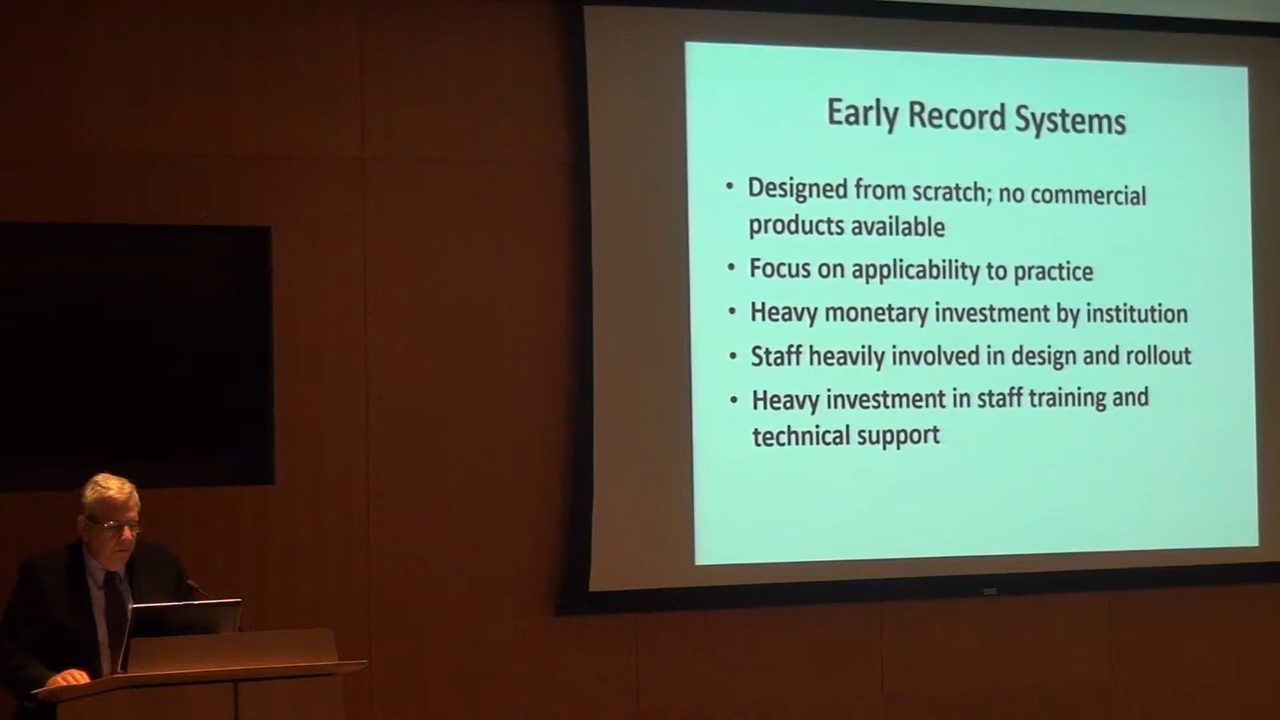 Early Record Systems
• Designed from scratch; no commercial
products available
• Focus on applicability to practice
• Heavy monetary investment by institution
• Staff heavily involved in design and rollout
• Heavy investment in staff training and
technical support